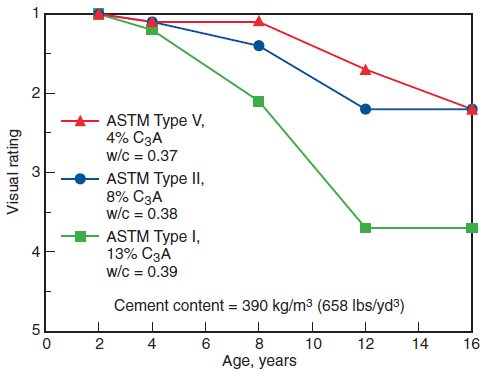 1
2
3
4
5
Visual rating
ASTM Type V,
4% C₃A
w/c = 0.37
ASTM Type II,
8% C₃A
w/c = 0.38
ASTM Type I,
13% C₃A
w/c = 0.39
Cement content = 390 kg/m³ (658 lbs/yd³)
0 2 4 6 8 10 12 14 16
Age, years